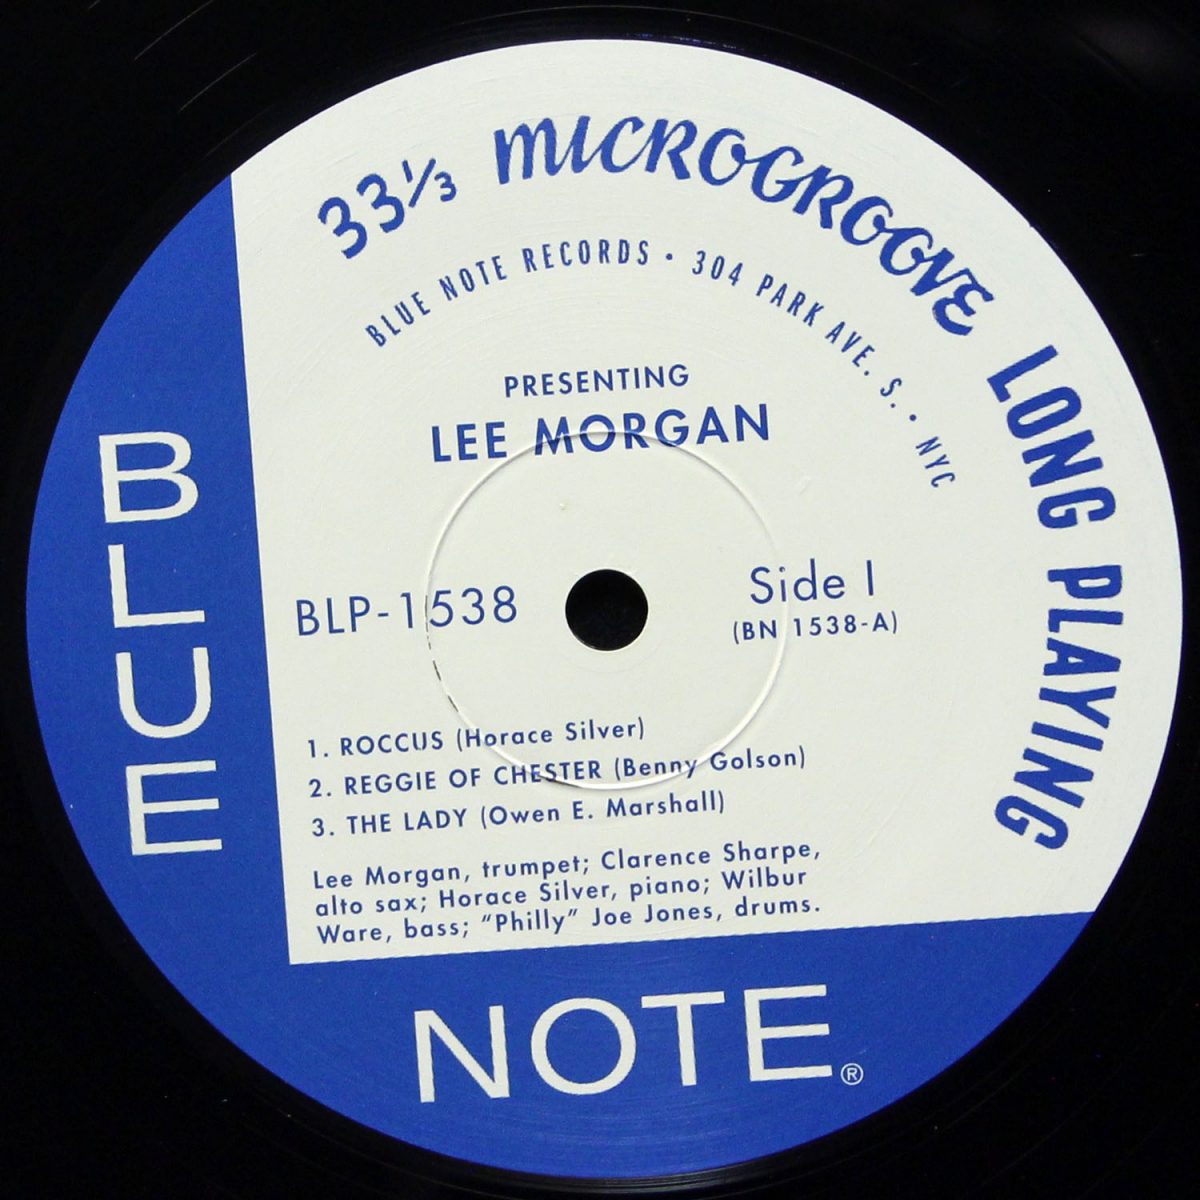 33⅓ MICROGROOVE LONG PLAYING
BLUE NOTE RECORDS • 304 PARK AVE. S. • NYC
PRESENTING
LEE MORGAN
BLP-1538
Side 1
(BN 1538-A)
1. ROCCUS (Horace Silver)
2. REGGIE OF CHESTER (Benny Golson)
3. THE LADY (Owen E. Marshall)
Lee Morgan, trumpet; Clarence Sharpe,
alto sax; Horace Silver, piano; Wilbur
Ware, bass; “Philly” Joe Jones, drums.
BLUE
NOTE®